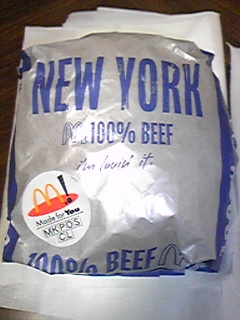 NEW YORK
100% BEEF
i'm lovin' it
M!
Made for You
MKPOS
CL
100% BEEF